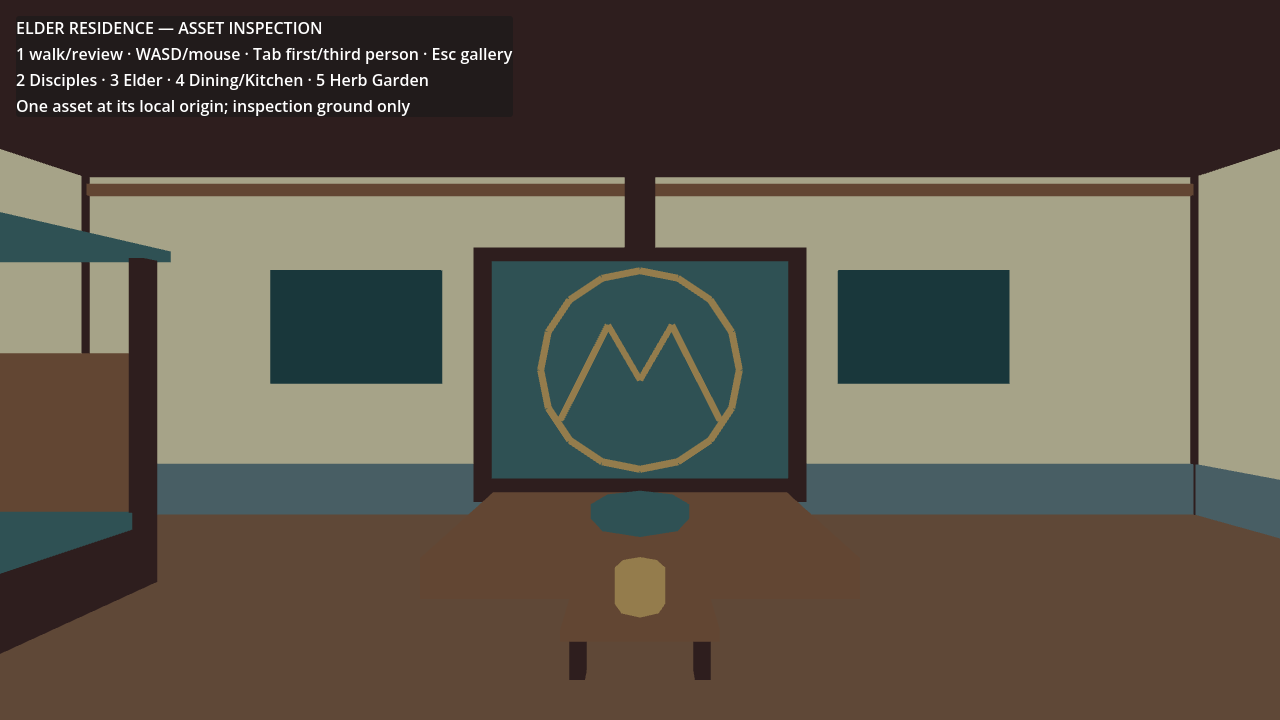 ELDER RESIDENCE — ASSET INSPECTION
1 walk/review · WASD/mouse · Tab first/third person · Esc gallery
2 Disciples · 3 Elder · 4 Dining/Kitchen · 5 Herb Garden
One asset at its local origin; inspection ground only